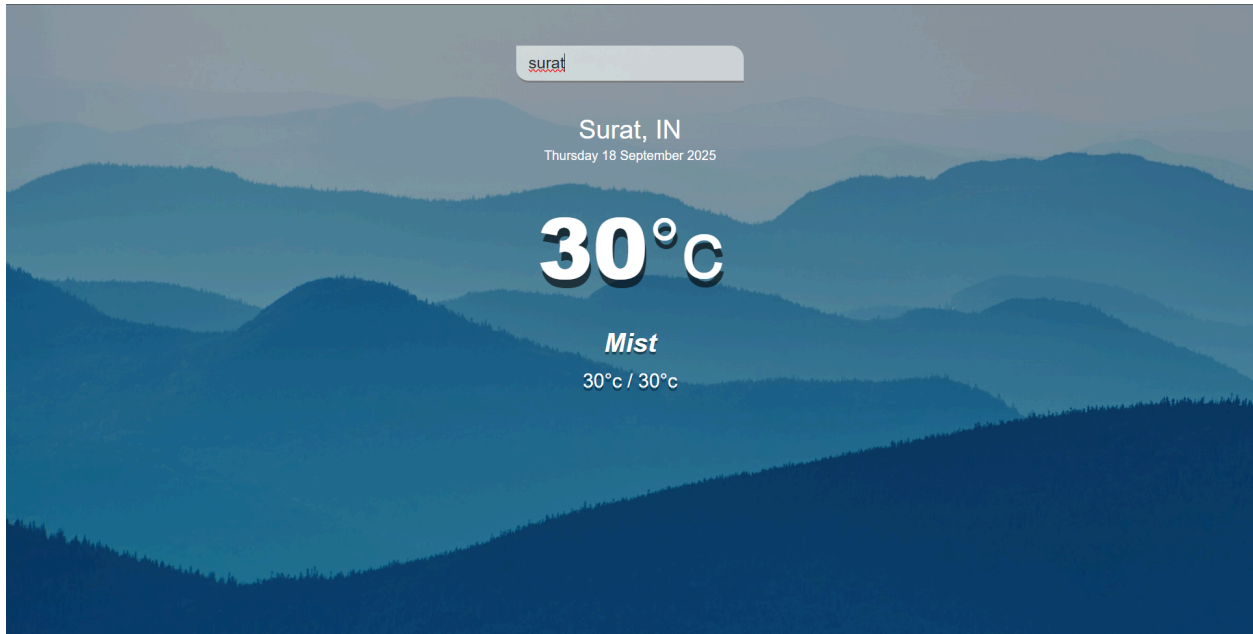 surat
Surat, IN
Thursday 18 September 2025
30°c
Mist
30°c / 30°c